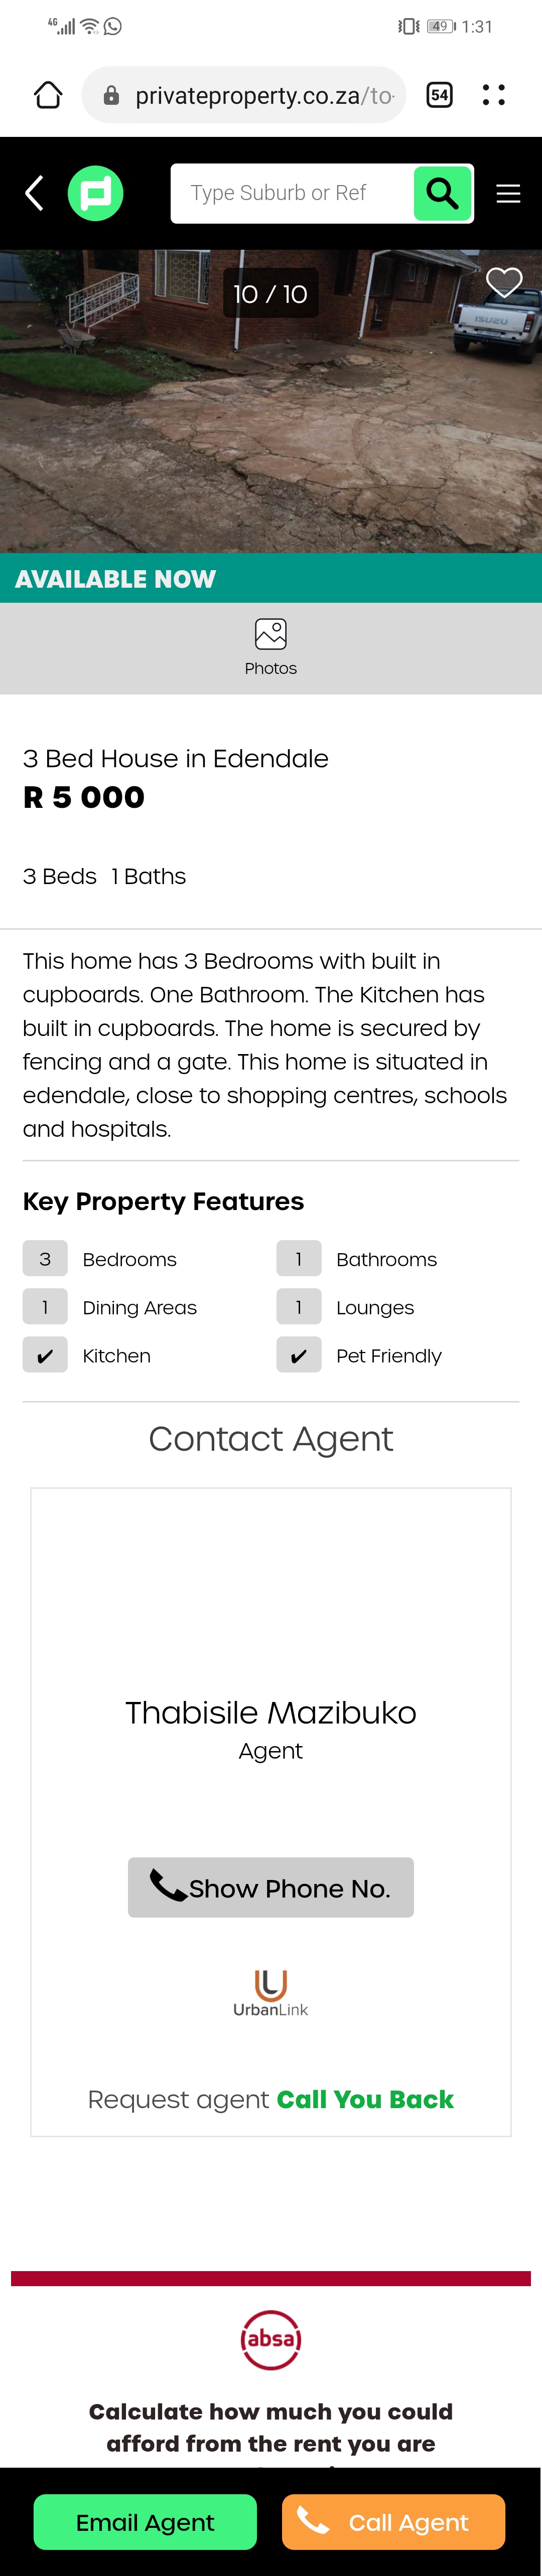 4G 49 1:31
privateproperty.co.za/to- 54
Type Suburb or Ref
10 / 10
ISUZU
AVAILABLE NOW
Photos
3 Bed House in Edendale
R 5 000
3 Beds 1 Baths
This home has 3 Bedrooms with built in
cupboards. One Bathroom. The Kitchen has
built in cupboards. The home is secured by
fencing and a gate. This home is situated in
edendale, close to shopping centres, schools
and hospitals.
Key Property Features
3 Bedrooms 1 Bathrooms
1 Dining Areas 1 Lounges
✔ Kitchen ✔ Pet Friendly
Contact Agent
Thabisile Mazibuko
Agent
Show Phone No.
UrbanLink
Request agent Call You Back
absa
Calculate how much you could
afford from the rent you are
Email Agent Call Agent